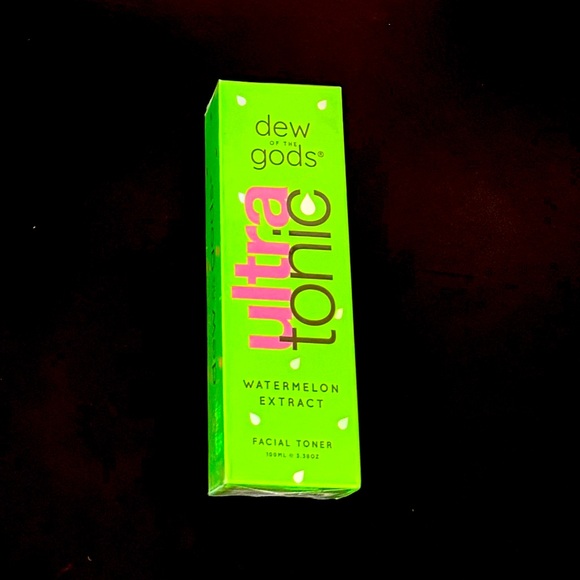 dew
OF THE
gods®
ultra
tonic
WATERMELON
EXTRACT
FACIAL TONER
100ML ℮ 3.38OZ